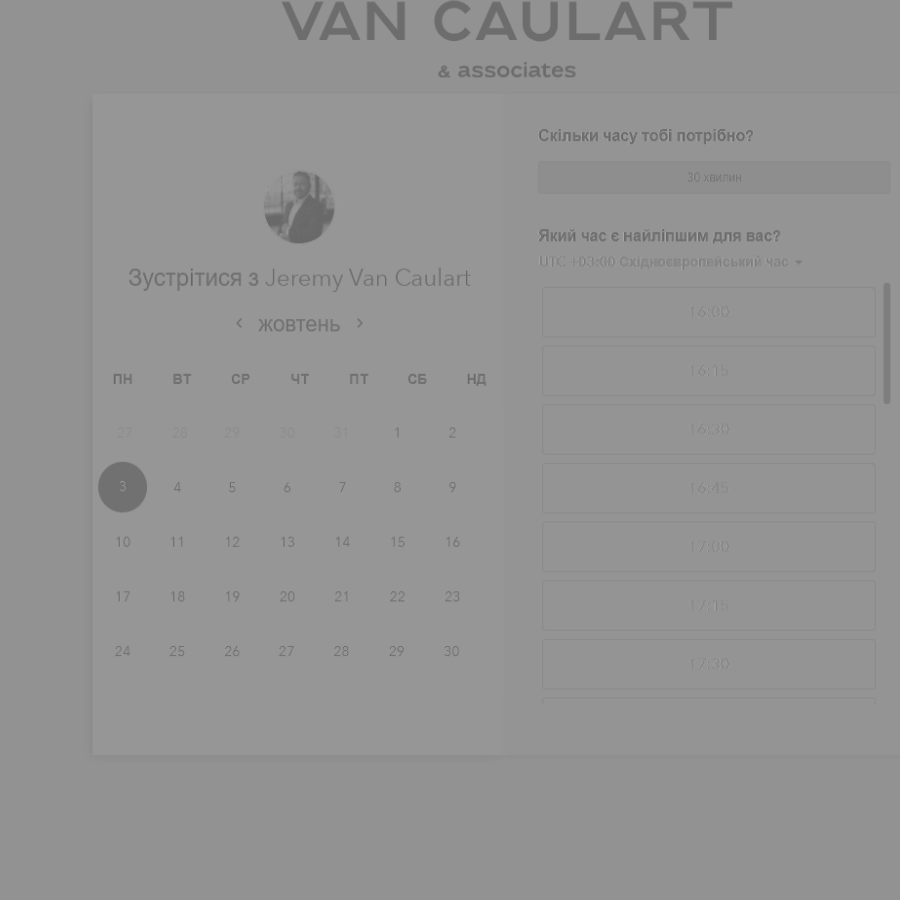 VAN CAULART
& associates
Зустрітися з Jeremy Van Caulart
‹ жовтень ›
ПН ВТ СР ЧТ ПТ СБ НД
27 28 29 30 31 1 2
3 4 5 6 7 8 9
10 11 12 13 14 15 16
17 18 19 20 21 22 23
24 25 26 27 28 29 30
Скільки часу тобі потрібно?
30 хвилин
Який час є найліпшим для вас?
UTC +03:00 Східноєвропейський час
16:00
16:15
16:30
16:45
17:00
17:15
17:30